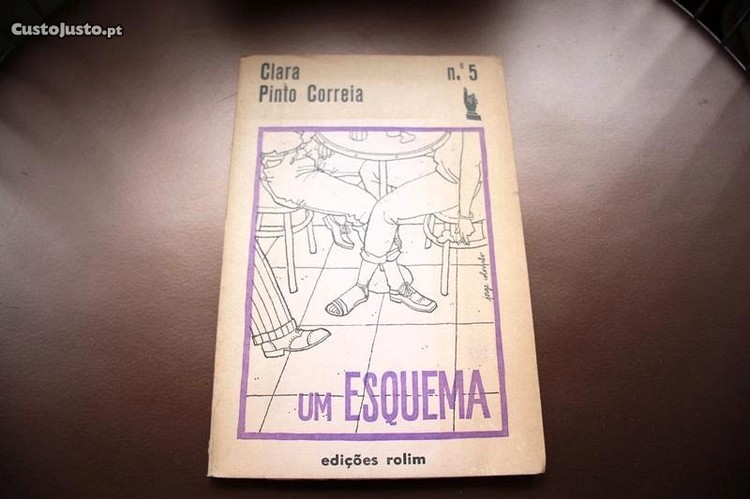 CustoJusto.pt
Clara
Pinto Correia
n.º 5
um ESQUEMA
edições rolim